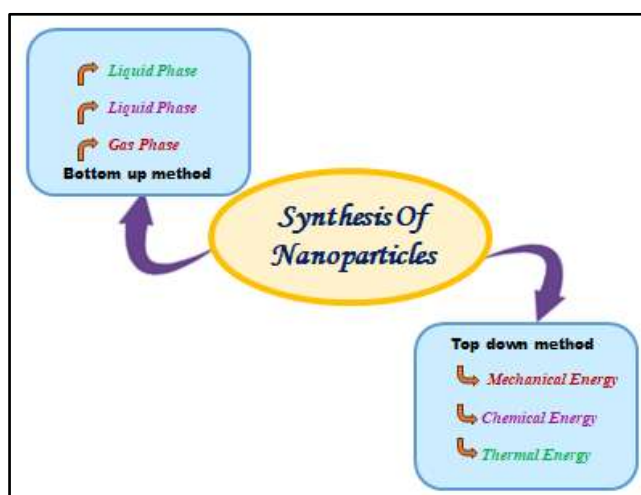 Liquid Phase
Liquid Phase
Gas Phase
Bottom up method
Synthesis Of
Nanoparticles
Top down method
Mechanical Energy
Chemical Energy
Thermal Energy